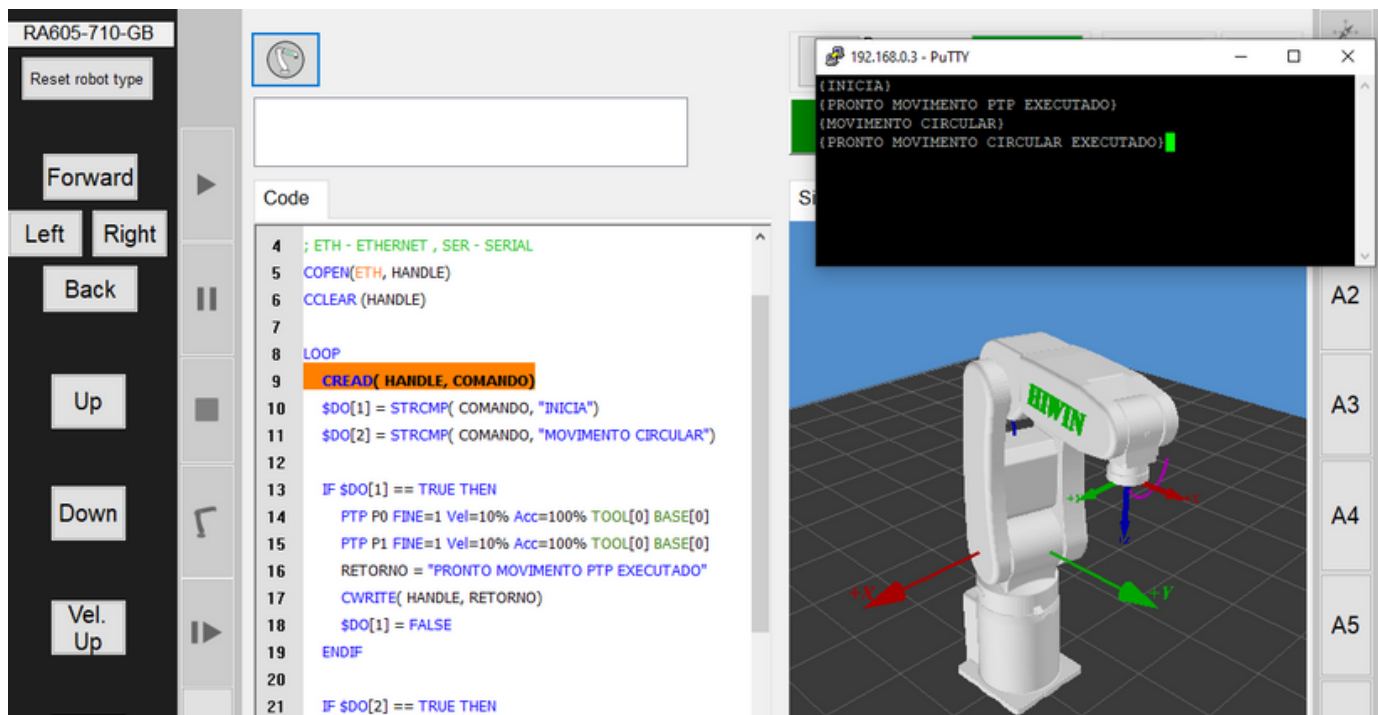 RA605-710-GB
Reset robot type
Forward
Left
Right
Back
Up
Down
Vel.
Up
Code
4 ; ETH - ETHERNET , SER - SERIAL
5 COPEN(ETH, HANDLE)
6 CCLEAR (HANDLE)
7
8 LOOP
9 CREAD( HANDLE, COMANDO)
10 $DO[1] = STRCMP( COMANDO, "INICIA")
11 $DO[2] = STRCMP( COMANDO, "MOVIMENTO CIRCULAR")
12
13 IF $DO[1] == TRUE THEN
14 PTP P0 FINE=1 Vel=10% Acc=100% TOOL[0] BASE[0]
15 PTP P1 FINE=1 Vel=10% Acc=100% TOOL[0] BASE[0]
16 RETORNO = "PRONTO MOVIMENTO PTP EXECUTADO"
17 CWRITE( HANDLE, RETORNO)
18 $DO[1] = FALSE
19 ENDIF
20
21 IF $DO[2] == TRUE THEN
192.168.0.3 - PuTTY
{INICIA}
{PRONTO MOVIMENTO PTP EXECUTADO}
{MOVIMENTO CIRCULAR}
{PRONTO MOVIMENTO CIRCULAR EXECUTADO}
HIWIN
+X
+Y
A2
A3
A4
A5